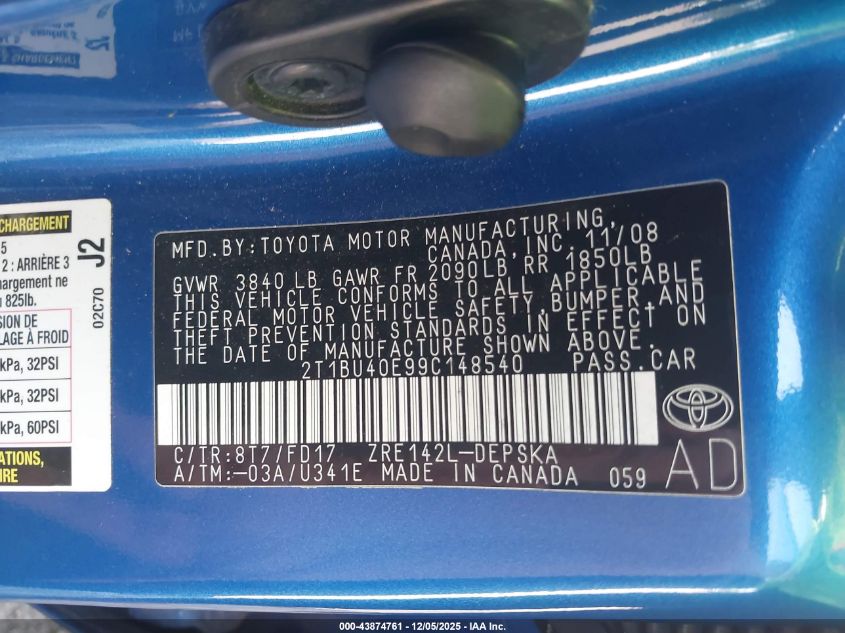 CHARGEMENT
5
2 : ARRIÈRE 3
chargement ne
825lb.
J2
02C70
SION DE
LAGE À FROID
kPa, 32PSI
kPa, 32PSI
kPa, 60PSI
ATIONS,
IRE
MFD. BY: TOYOTA MOTOR MANUFACTURING,
CANADA, INC. 11/08
GVWR 3840 LB GAWR FR 2090LB, RR 1850LB
THIS VEHICLE CONFORMS TO ALL APPLICABLE
FEDERAL MOTOR VEHICLE SAFETY, BUMPER, AND
THEFT PREVENTION STANDARDS IN EFFECT ON
THE DATE OF MANUFACTURE SHOWN ABOVE.
2T1BU40E99C148540 PASS. CAR
C/TR: 8T7/FD17 ZRE142L-DEPSKA
A/TM: -03A/U341E MADE IN CANADA 059
AD
000-43874761 - 12/05/2025 - IAA Inc.